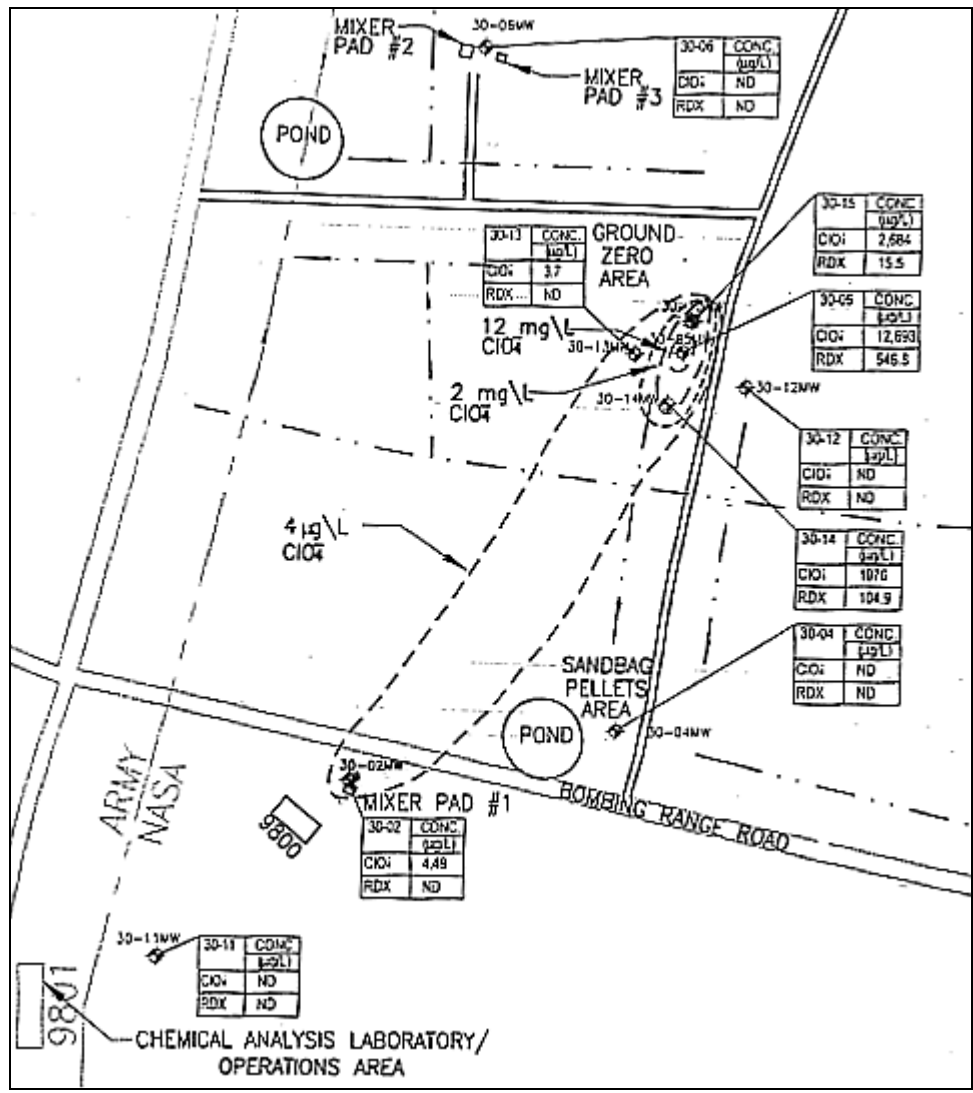 MIXER
PAD #2
30-06MW
MIXER
PAD #3
30-06 CONC.
(µg/L)
ClO₄ ND
RDX ND
POND
30-15 CONC.
(µg/L)
ClO₄ 2,684
RDX 15.5
30-13 CONC.
(µg/L)
ClO₄ 3.7
RDX ND
GROUND
ZERO
AREA
30-05 CONC.
(µg/L)
ClO₄ 12,693
RDX 546.5
12 mg\L
ClO₄
30-13MW
2 mg\L
ClO₄
30-14MW
30-12MW
30-12 CONC.
(µg/L)
ClO₄ ND
RDX ND
4 µg\L
ClO₄
30-14 CONC.
(µg/L)
ClO₄ 1076
RDX 104.9
30-04 CONC.
(µg/L)
ClO₄ ND
RDX ND
SANDBAG
PELLETS
AREA
POND
30-04MW
30-02MW
MIXER PAD #1
BOMBING RANGE ROAD
ARMY
NASA
9800
30-02 CONC.
(µg/L)
ClO₄ 4.49
RDX ND
30-11MW
30-11 CONC.
(µg/L)
ClO₄ ND
RDX ND
9801
CHEMICAL ANALYSIS LABORATORY/
OPERATIONS AREA